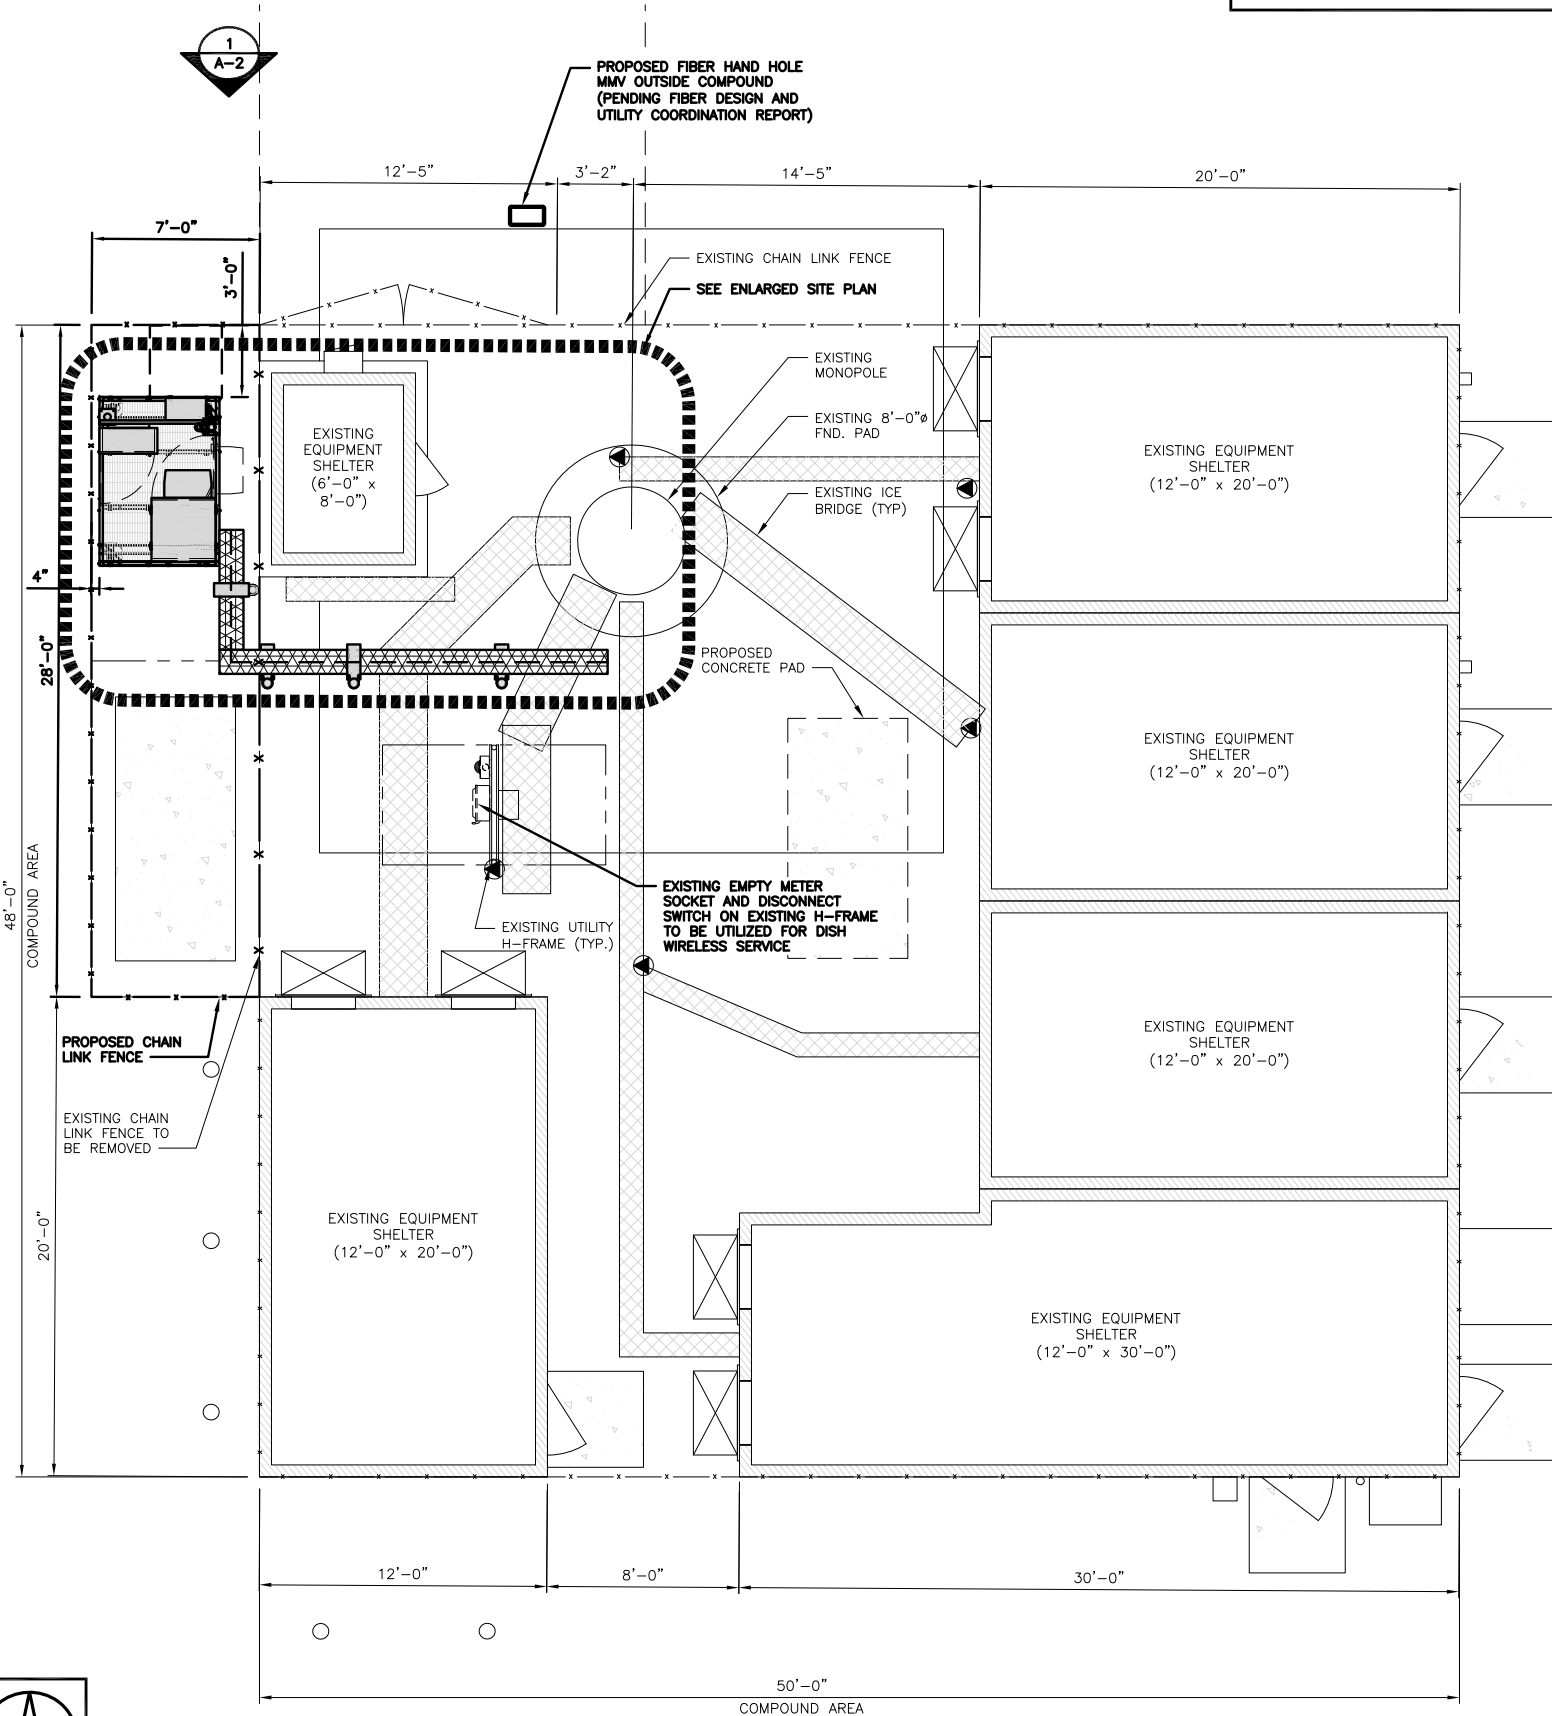 1
A-2
PROPOSED FIBER HAND HOLE
MMV OUTSIDE COMPOUND
(PENDING FIBER DESIGN AND
UTILITY COORDINATION REPORT)
12'-5"
3'-2"
14'-5"
20'-0"
7'-0"
3'-0"
EXISTING CHAIN LINK FENCE
SEE ENLARGED SITE PLAN
EXISTING
MONOPOLE
EXISTING 8'-0"ø
FND. PAD
EXISTING ICE
BRIDGE (TYP)
EXISTING
EQUIPMENT
SHELTER
(6'-0" x
8'-0")
EXISTING EQUIPMENT
SHELTER
(12'-0" x 20'-0")
4"
28'-0"
PROPOSED
CONCRETE PAD
EXISTING EQUIPMENT
SHELTER
(12'-0" x 20'-0")
48'-0"
COMPOUND AREA
EXISTING EMPTY METER
SOCKET AND DISCONNECT
SWITCH ON EXISTING H-FRAME
TO BE UTILIZED FOR DISH
WIRELESS SERVICE
EXISTING UTILITY
H-FRAME (TYP.)
PROPOSED CHAIN
LINK FENCE
EXISTING CHAIN
LINK FENCE TO
BE REMOVED
EXISTING EQUIPMENT
SHELTER
(12'-0" x 20'-0")
20'-0"
EXISTING EQUIPMENT
SHELTER
(12'-0" x 20'-0")
EXISTING EQUIPMENT
SHELTER
(12'-0" x 30'-0")
12'-0"
8'-0"
30'-0"
50'-0"
COMPOUND AREA